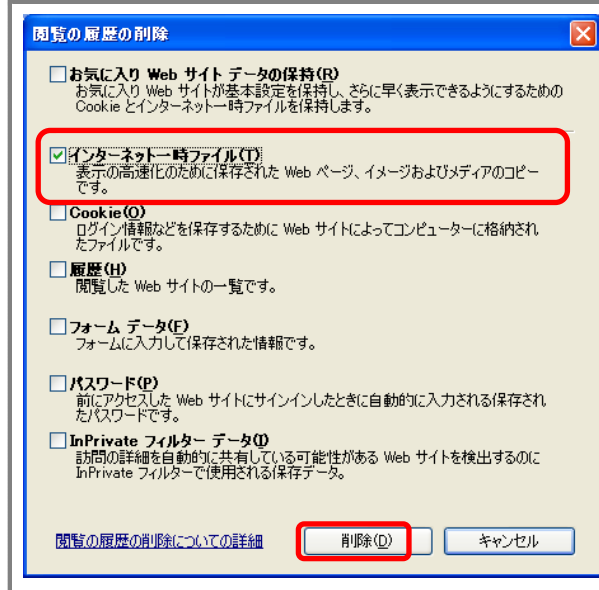 閲覧の履歴の削除
お気に入り Web サイト データの保持(R)
お気に入り Web サイトが基本設定を保持し、さらに早く表示できるようにするための
Cookie とインターネット一時ファイルを保持します。
インターネット一時ファイル(T)
表示の高速化のために保存された Web ページ、イメージおよびメディアのコピー
です。
Cookie(O)
ログイン情報などを保存するために Web サイトによってコンピューターに格納され
たファイルです。
履歴(H)
閲覧した Web サイトの一覧です。
フォーム データ(F)
フォームに入力して保存された情報です。
パスワード(P)
前にアクセスした Web サイトにサインインしたときに自動的に入力される保存され
たパスワードです。
InPrivate フィルター データ(I)
訪問の詳細を自動的に共有している可能性がある Web サイトを検出するのに
InPrivate フィルターで使用される保存データ。
閲覧の履歴の削除についての詳細
削除(D)
キャンセル